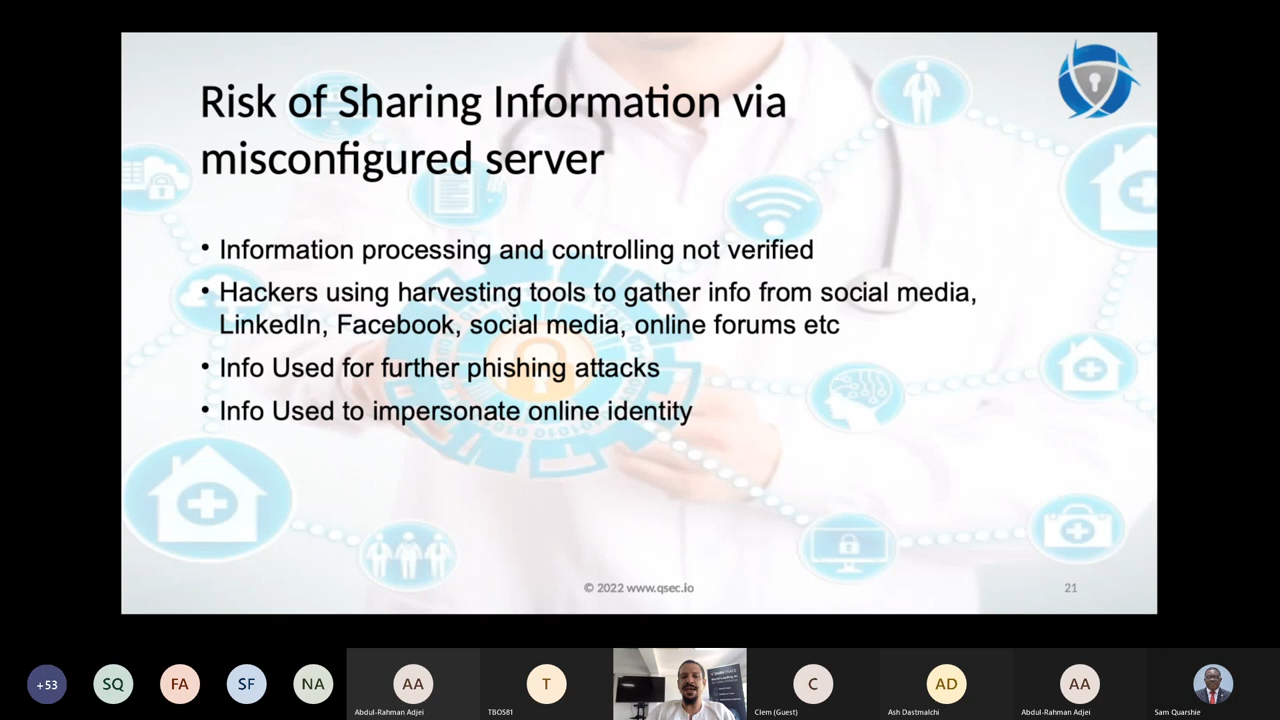 Risk of Sharing Information via
misconfigured server
• Information processing and controlling not verified
• Hackers using harvesting tools to gather info from social media,
LinkedIn, Facebook, social media, online forums etc
• Info Used for further phishing attacks
• Info Used to impersonate online identity
© 2022 www.qsec.io
21
+53
SQ
FA
SF
NA
AA
Abdul-Rahman Adjei
T
TBOS81
C
Clem (Guest)
AD
Ash Dastmalchi
AA
Abdul-Rahman Adjei
Sam Quarshie